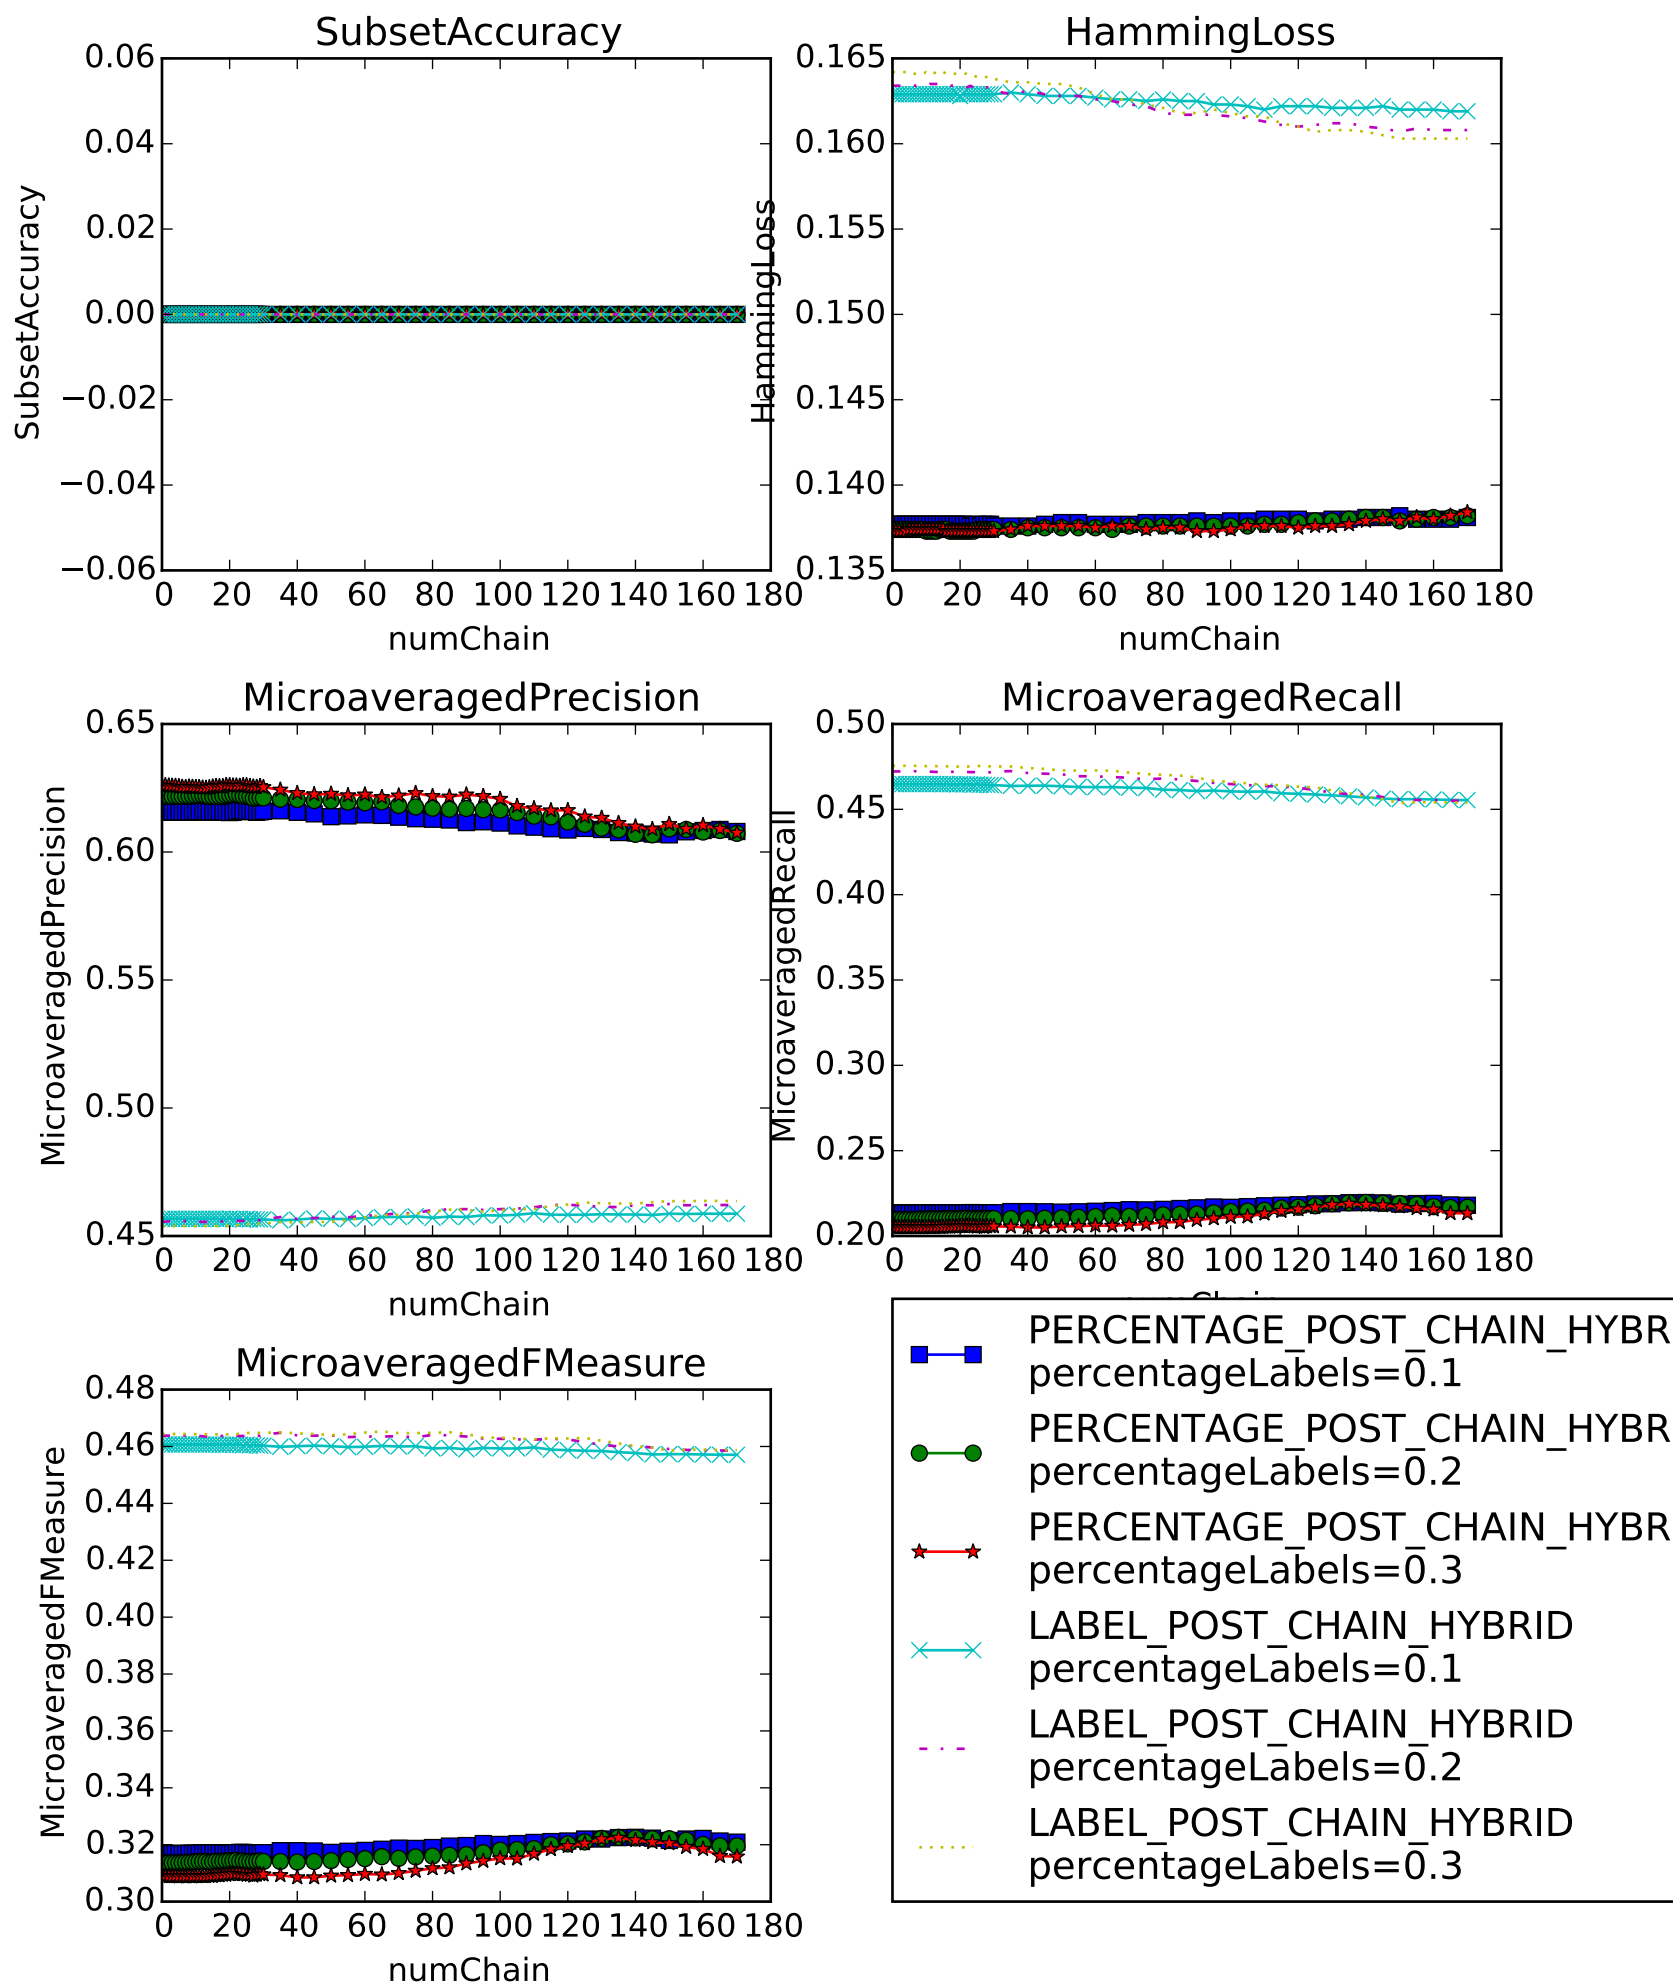 SubsetAccuracy
HammingLoss
0.06
0.04
0.02
0.00
−0.02
−0.04
−0.06
SubsetAccuracy
0 20 40 60 80 100 120 140 160 180
numChain
0.165
0.160
0.155
0.150
0.145
0.140
0.135
HammingLoss
0 20 40 60 80 100 120 140 160 180
numChain
MicroaveragedPrecision
MicroaveragedRecall
0.65
0.60
0.55
0.50
0.45
MicroaveragedPrecision
0 20 40 60 80 100 120 140 160 180
numChain
0.50
0.45
0.40
0.35
0.30
0.25
0.20
MicroaveragedRecall
0 20 40 60 80 100 120 140 160 180
MicroaveragedFMeasure
0.48
0.46
0.44
0.42
0.40
0.38
0.36
0.34
0.32
0.30
MicroaveragedFMeasure
0 20 40 60 80 100 120 140 160 180
numChain
PERCENTAGE_POST_CHAIN_HYBR
percentageLabels=0.1
PERCENTAGE_POST_CHAIN_HYBR
percentageLabels=0.2
PERCENTAGE_POST_CHAIN_HYBR
percentageLabels=0.3
LABEL_POST_CHAIN_HYBRID
percentageLabels=0.1
LABEL_POST_CHAIN_HYBRID
percentageLabels=0.2
LABEL_POST_CHAIN_HYBRID
percentageLabels=0.3